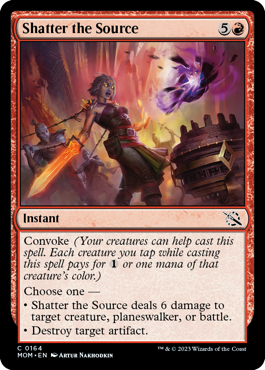 Shatter the Source 5
Instant
Convoke (Your creatures can help cast this
spell. Each creature you tap while casting
this spell pays for 1 or one mana of that
creature's color.)
Choose one —
• Shatter the Source deals 6 damage to
target creature, planeswalker, or battle.
• Destroy target artifact.
C 0164
MOM • EN Artur Nakhodkin
™ & © 2023 Wizards of the Coast